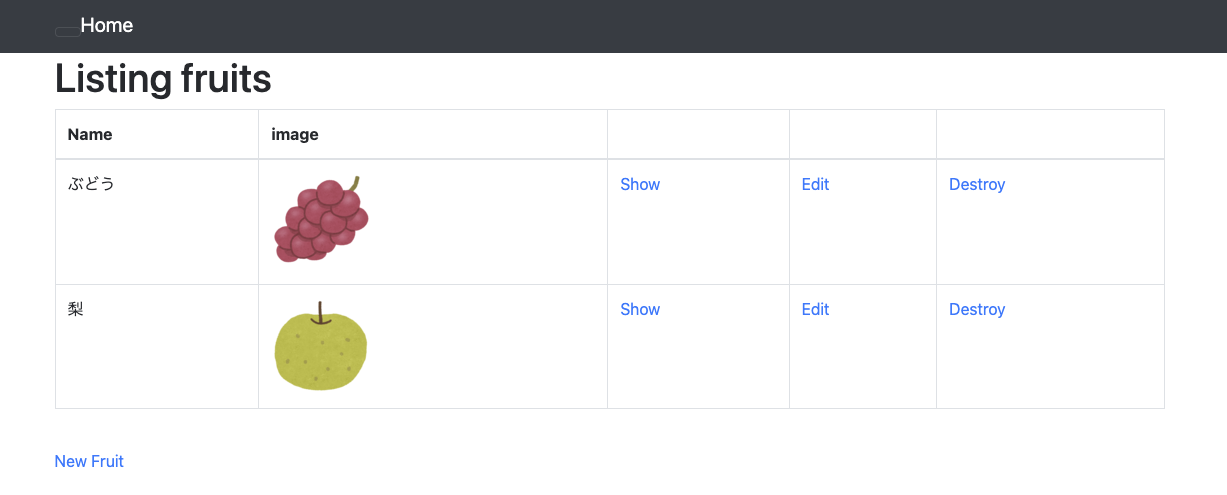 Home
Listing fruits
Name image
ぶどう Show Edit Destroy
梨 Show Edit Destroy
New Fruit